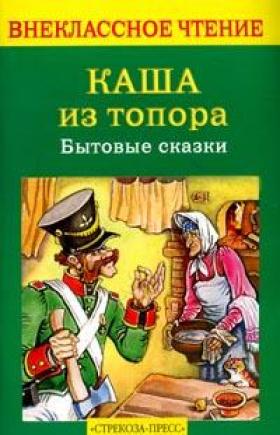 ВНЕКЛАССНОЕ ЧТЕНИЕ
КАША
ИЗ ТОПОРА
Бытовые сказки
«СТРЕКОЗА-ПРЕСС»